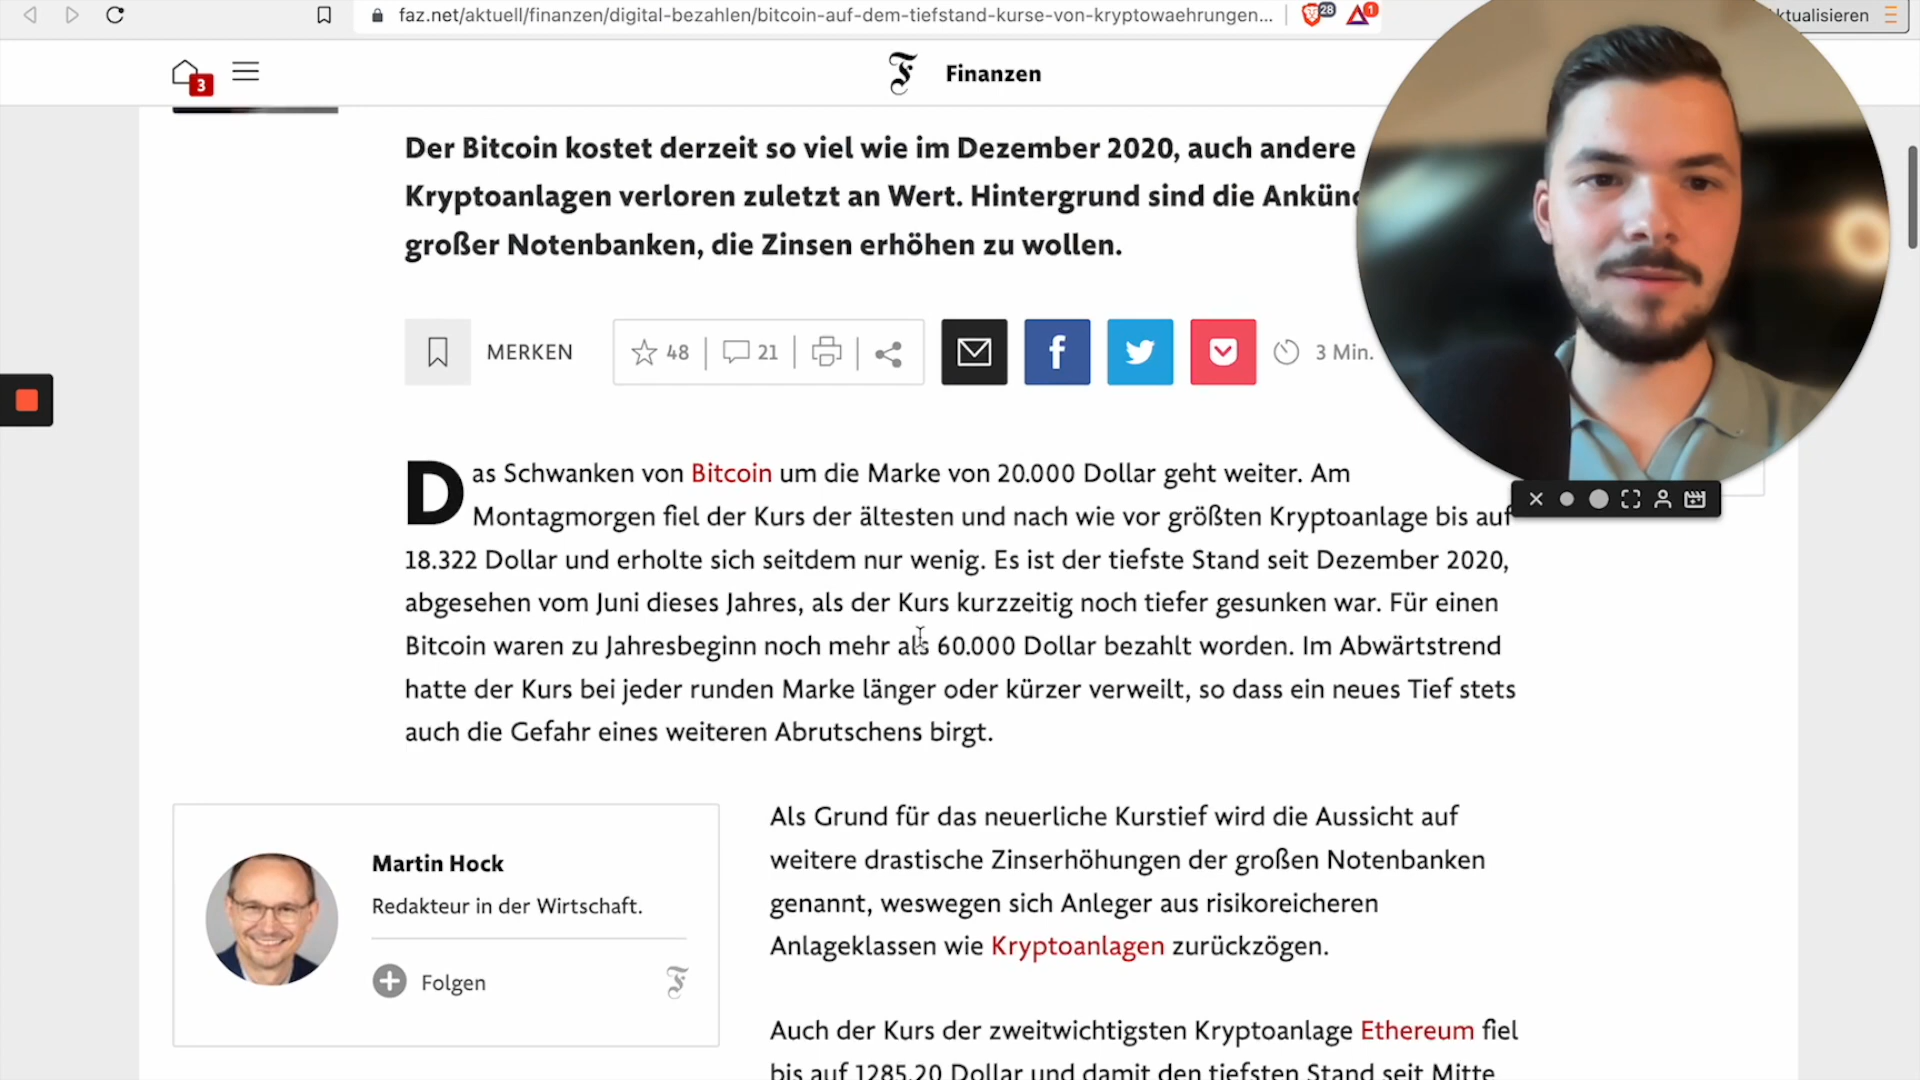 faz.net/aktuell/finanzen/digital-bezahlen/bitcoin-auf-dem-tiefstand-kurse-von-kryptowaehrungen...
28
1
ktualisieren
3
Finanzen
Der Bitcoin kostet derzeit so viel wie im Dezember 2020, auch andere
Kryptoanlagen verloren zuletzt an Wert. Hintergrund sind die Ankün
großer Notenbanken, die Zinsen erhöhen zu wollen.
MERKEN
48
21
f
3 Min.
Das Schwanken von Bitcoin um die Marke von 20.000 Dollar geht weiter. Am
Montagmorgen fiel der Kurs der ältesten und nach wie vor größten Kryptoanlage bis auf
18.322 Dollar und erholte sich seitdem nur wenig. Es ist der tiefste Stand seit Dezember 2020,
abgesehen vom Juni dieses Jahres, als der Kurs kurzzeitig noch tiefer gesunken war. Für einen
Bitcoin waren zu Jahresbeginn noch mehr als 60.000 Dollar bezahlt worden. Im Abwärtstrend
hatte der Kurs bei jeder runden Marke länger oder kürzer verweilt, so dass ein neues Tief stets
auch die Gefahr eines weiteren Abrutschens birgt.
Martin Hock
Redakteur in der Wirtschaft.
Folgen
Als Grund für das neuerliche Kurstief wird die Aussicht auf
weitere drastische Zinserhöhungen der großen Notenbanken
genannt, weswegen sich Anleger aus risikoreicheren
Anlageklassen wie Kryptoanlagen zurückzögen.
Auch der Kurs der zweitwichtigsten Kryptoanlage Ethereum fiel
bis auf 1285,20 Dollar und damit den tiefsten Stand seit Mitte